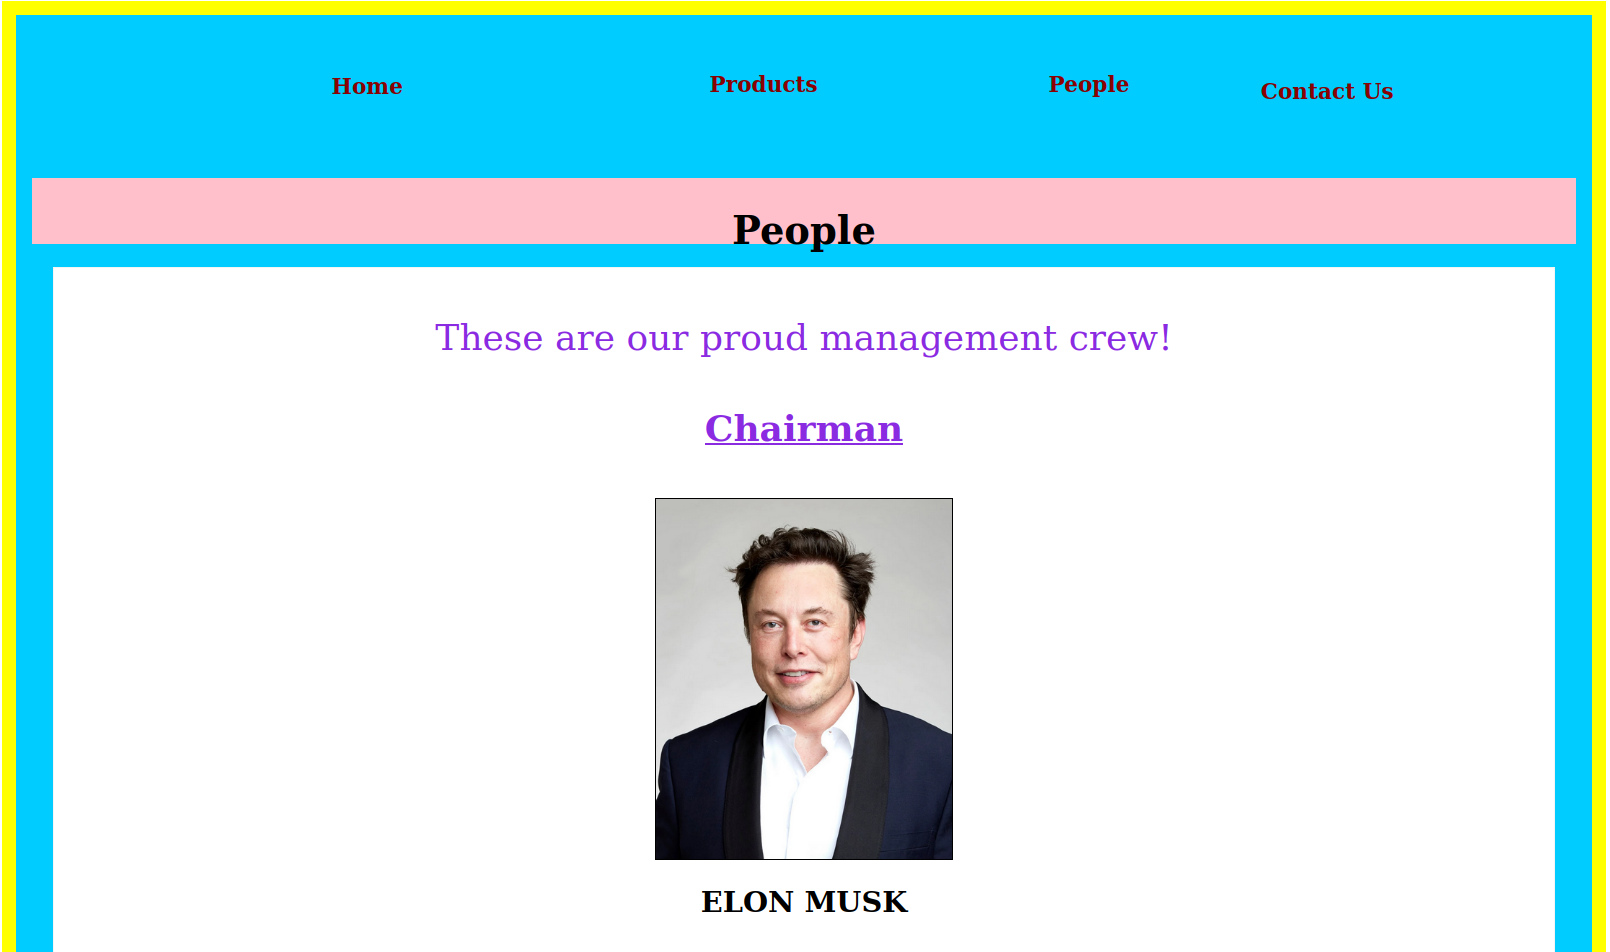 Home Products People Contact Us
People
These are our proud management crew!
Chairman
ELON MUSK